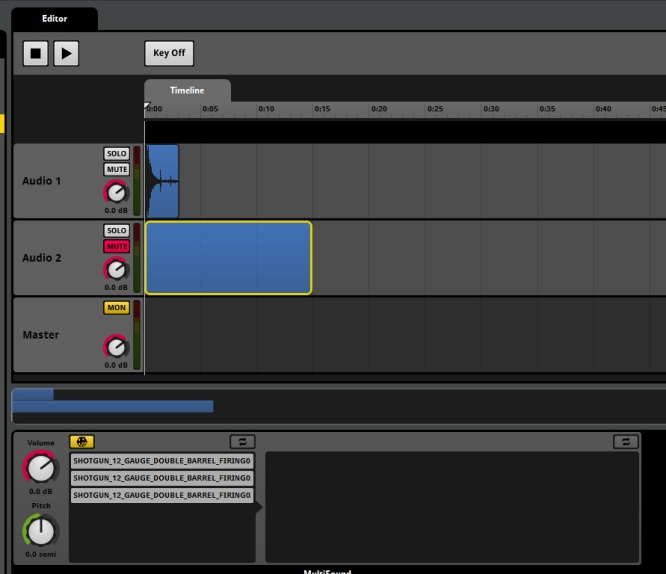 Editor
Key Off
Timeline
0:00 0:05 0:10 0:15 0:20 0:25 0:30 0:35 0:40 0:45
SOLO
MUTE
Audio 1
0.0 dB
SOLO
MUTE
Audio 2
0.0 dB
MON
Master
0.0 dB
Volume
0.0 dB
Pitch
0.0 semi
SHOTGUN_12_GAUGE_DOUBLE_BARREL_FIRING0
SHOTGUN_12_GAUGE_DOUBLE_BARREL_FIRING0
SHOTGUN_12_GAUGE_DOUBLE_BARREL_FIRING0
MultiSound